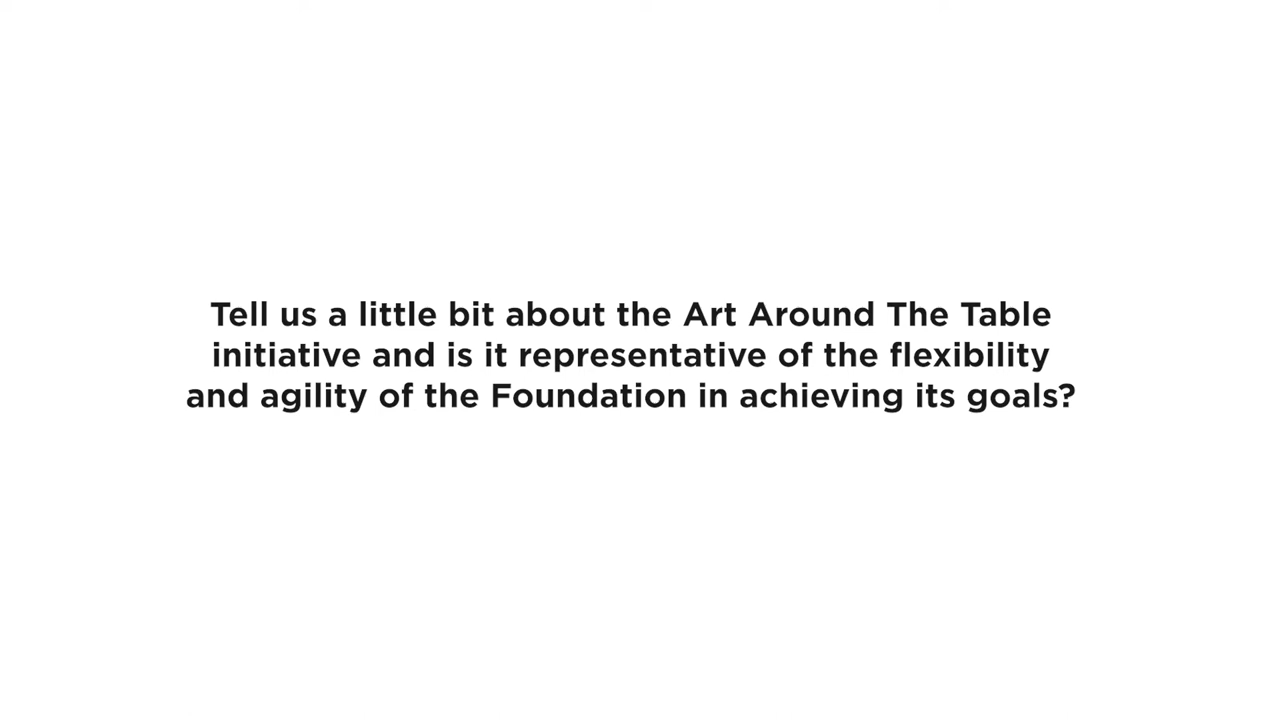 Tell us a little bit about the Art Around The Table
initiative and is it representative of the flexibility
and agility of the Foundation in achieving its goals?